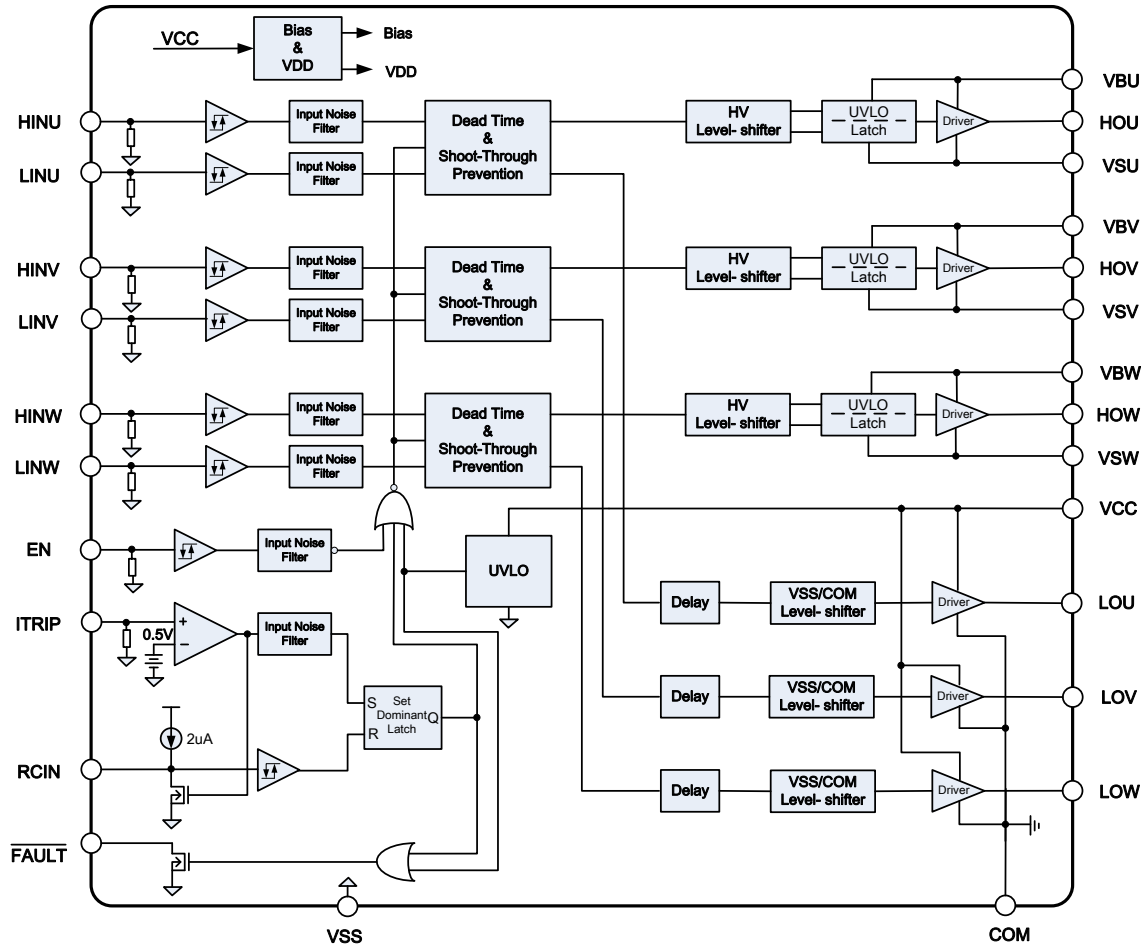 VCC
Bias
&
VDD
Bias
VDD
HINU
Input Noise
Filter
Dead Time
&
Shoot-Through
Prevention
HV
Level- shifter
UVLO
Latch
Driver
VBU
HOU
VSU
LINU
Input Noise
Filter
HINV
Input Noise
Filter
Dead Time
&
Shoot-Through
Prevention
HV
Level- shifter
UVLO
Latch
Driver
VBV
HOV
VSV
LINV
Input Noise
Filter
HINW
Input Noise
Filter
Dead Time
&
Shoot-Through
Prevention
HV
Level- shifter
UVLO
Latch
Driver
VBW
HOW
VSW
LINW
Input Noise
Filter
VCC
EN
Input Noise
Filter
UVLO
Delay
VSS/COM
Level- shifter
Driver
LOU
ITRIP
0.5V
+
−
Input Noise
Filter
S
R
Set
Dominant
Latch
Q
Delay
VSS/COM
Level- shifter
Driver
LOV
2uA
RCIN
Delay
VSS/COM
Level- shifter
Driver
LOW
FAULT
VSS
COM